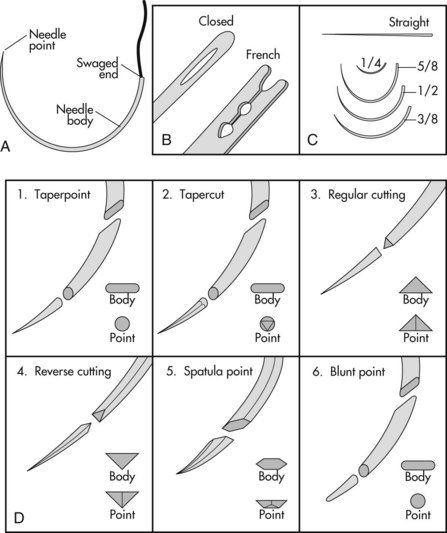 Needle
point
Swaged
end
Needle
body
A
Closed
French
B
Straight
1/4
5/8
1/2
3/8
C
1. Taperpoint
Body
Point
2. Tapercut
Body
Point
3. Regular cutting
Body
Point
4. Reverse cutting
Body
Point
D
5. Spatula point
Body
Point
6. Blunt point
Body
Point